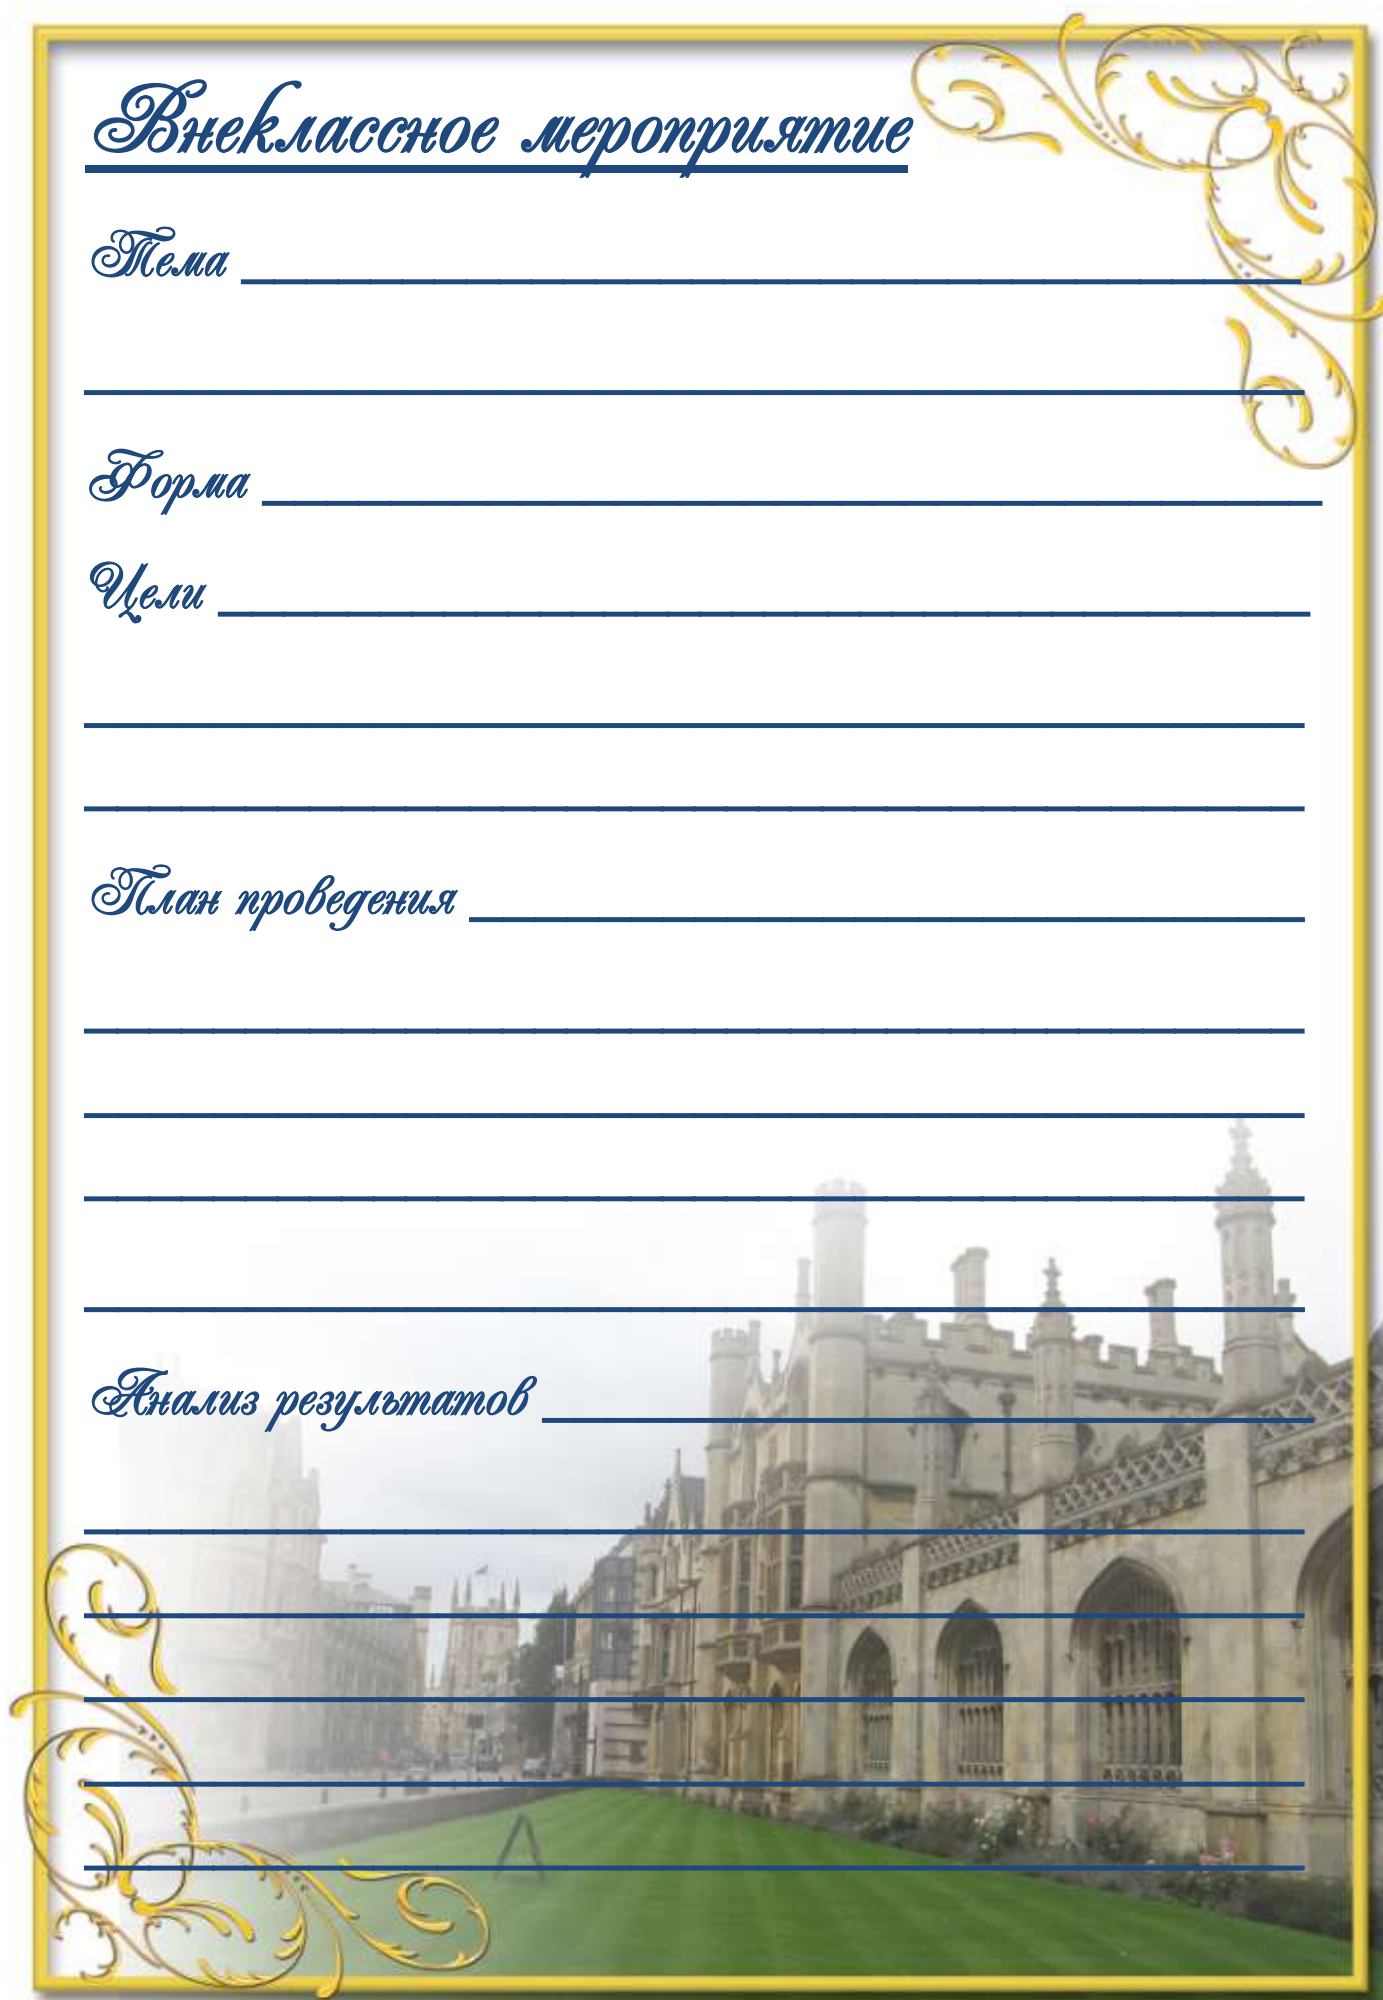 Внеклассное мероприятие
Тема
Форма
Цели
План проведения
Анализ результатов